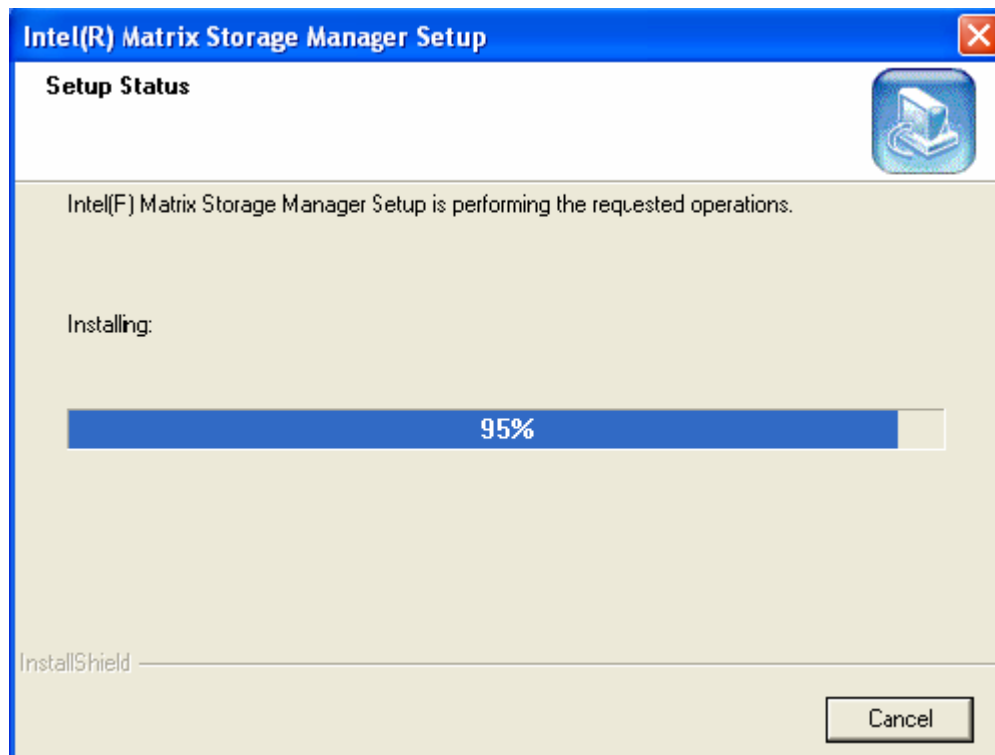 Intel(R) Matrix Storage Manager Setup
Setup Status
Intel(F) Matrix Storage Manager Setup is performing the requested operations.
Installing:
95%
InstallShield
Cancel